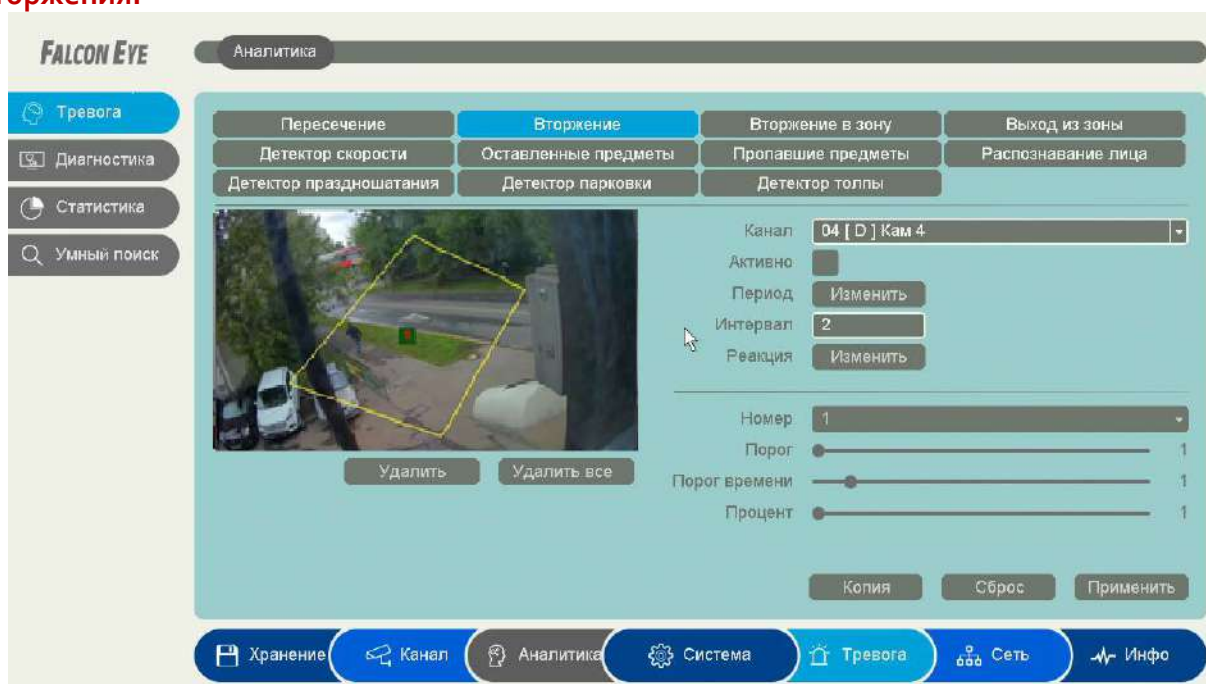 FALCON EYE
Аналитика
Тревога
Диагностика
Статистика
Умный поиск
Пересечение
Вторжение
Вторжение в зону
Выход из зоны
Детектор скорости
Оставленные предметы
Пропавшие предметы
Распознавание лица
Детектор праздношатания
Детектор парковки
Детектор толпы
Канал 04 [ D ] Кам 4
Активно
Период Изменить
Интервал 2
Реакция Изменить
Номер 1
Порог 1
Порог времени 1
Процент 1
Удалить
Удалить все
Копия
Сброс
Применить
Хранение
Канал
Аналитика
Система
Тревога
Сеть
Инфо